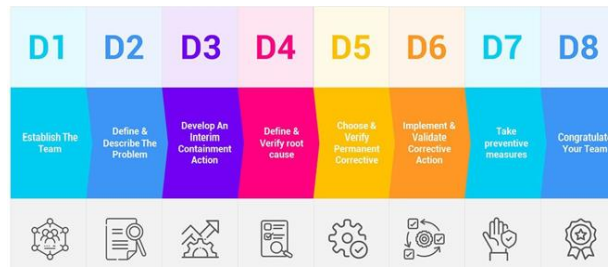 D1
D2
D3
D4
D5
D6
D7
D8
Establish The
Team
Define &
Describe The
Problem
Develop An
Interim
Containment
Action
Define &
Verify root
cause
Choose &
Verify
Permanent
Corrective
Implement &
Validate
Corrective
Action
Take
preventive
measures
Congratulate
Your Team